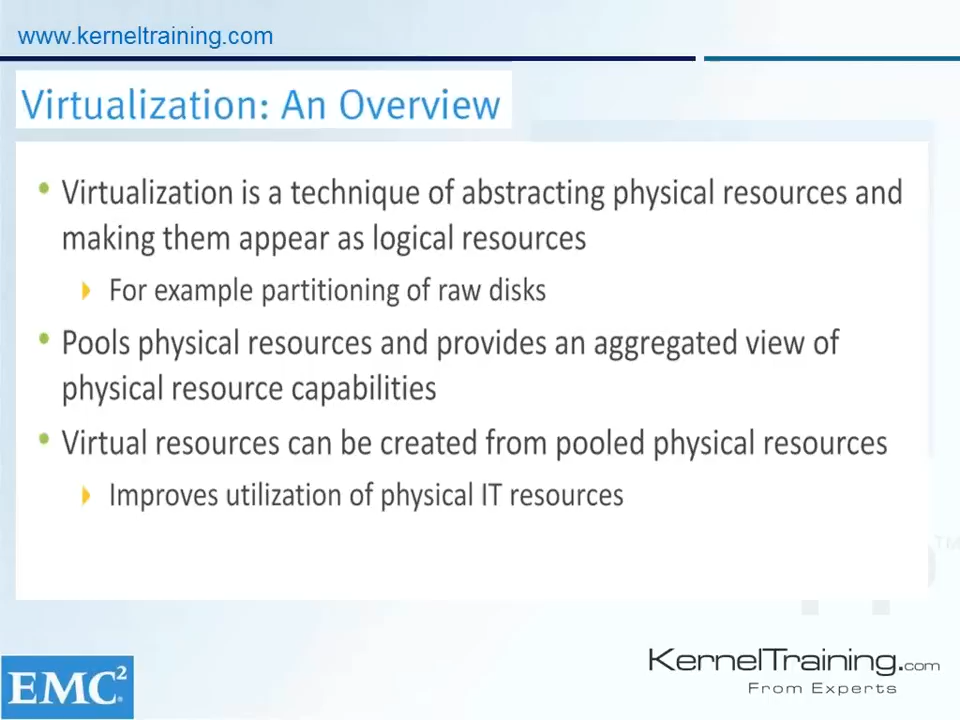 www.kerneltraining.com
Virtualization: An Overview
• Virtualization is a technique of abstracting physical resources and
making them appear as logical resources
For example partitioning of raw disks
• Pools physical resources and provides an aggregated view of
physical resource capabilities
• Virtual resources can be created from pooled physical resources
Improves utilization of physical IT resources
TM
EMC²
KernelTraining.com
From Experts